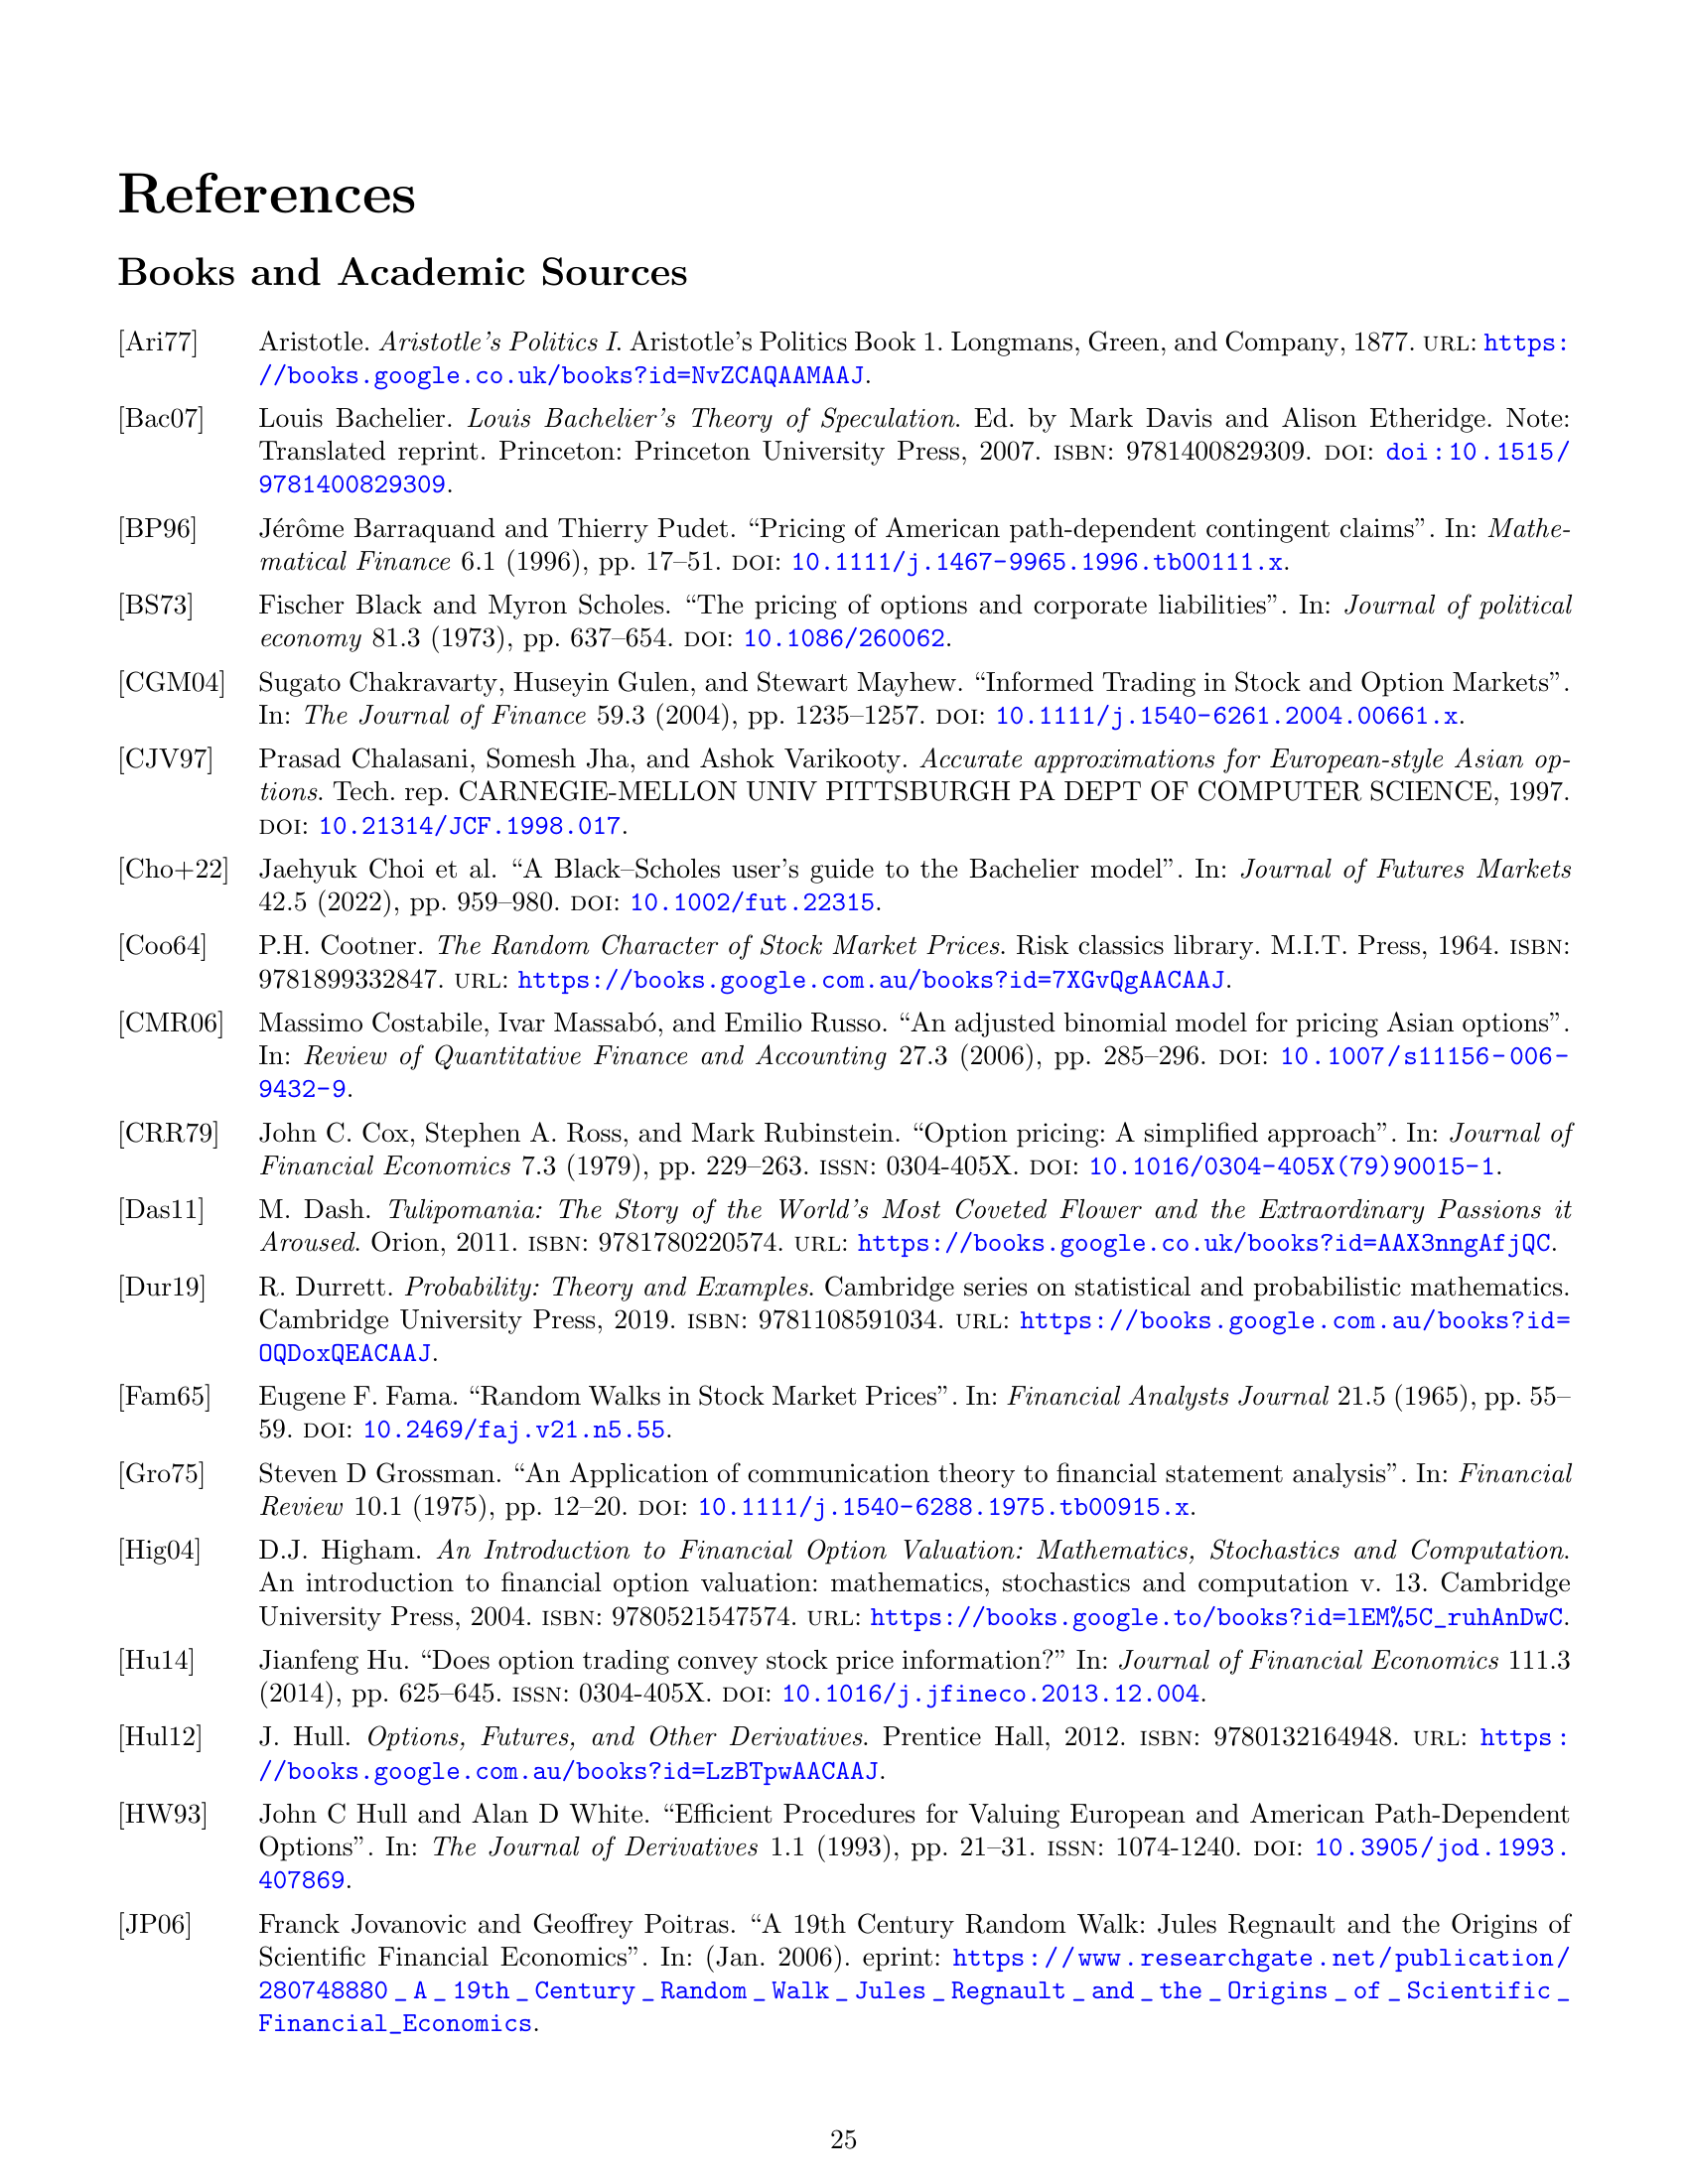 References
Books and Academic Sources
[Ari77] Aristotle. Aristotle's Politics I. Aristotle's Politics Book 1. Longmans, Green, and Company, 1877. URL: https:
//books.google.co.uk/books?id=NvZCAQAAMAAJ.
[Bac07] Louis Bachelier. Louis Bachelier's Theory of Speculation. Ed. by Mark Davis and Alison Etheridge. Note:
Translated reprint. Princeton: Princeton University Press, 2007. ISBN: 9781400829309. DOI: doi:10.1515/
9781400829309.
[BP96] Jérôme Barraquand and Thierry Pudet. “Pricing of American path-dependent contingent claims”. In: Mathe-
matical Finance 6.1 (1996), pp. 17–51. DOI: 10.1111/j.1467-9965.1996.tb00111.x.
[BS73] Fischer Black and Myron Scholes. “The pricing of options and corporate liabilities”. In: Journal of political
economy 81.3 (1973), pp. 637–654. DOI: 10.1086/260062.
[CGM04] Sugato Chakravarty, Huseyin Gulen, and Stewart Mayhew. “Informed Trading in Stock and Option Markets”.
In: The Journal of Finance 59.3 (2004), pp. 1235–1257. DOI: 10.1111/j.1540-6261.2004.00661.x.
[CJV97] Prasad Chalasani, Somesh Jha, and Ashok Varikooty. Accurate approximations for European-style Asian op-
tions. Tech. rep. CARNEGIE-MELLON UNIV PITTSBURGH PA DEPT OF COMPUTER SCIENCE, 1997.
DOI: 10.21314/JCF.1998.017.
[Cho+22] Jaehyuk Choi et al. “A Black–Scholes user's guide to the Bachelier model”. In: Journal of Futures Markets
42.5 (2022), pp. 959–980. DOI: 10.1002/fut.22315.
[Coo64] P.H. Cootner. The Random Character of Stock Market Prices. Risk classics library. M.I.T. Press, 1964. ISBN:
9781899332847. URL: https://books.google.com.au/books?id=7XGvQgAACAAJ.
[CMR06] Massimo Costabile, Ivar Massabó, and Emilio Russo. “An adjusted binomial model for pricing Asian options”.
In: Review of Quantitative Finance and Accounting 27.3 (2006), pp. 285–296. DOI: 10.1007/s11156-006-
9432-9.
[CRR79] John C. Cox, Stephen A. Ross, and Mark Rubinstein. “Option pricing: A simplified approach”. In: Journal of
Financial Economics 7.3 (1979), pp. 229–263. ISSN: 0304-405X. DOI: 10.1016/0304-405X(79)90015-1.
[Das11] M. Dash. Tulipomania: The Story of the World's Most Coveted Flower and the Extraordinary Passions it
Aroused. Orion, 2011. ISBN: 9781780220574. URL: https://books.google.co.uk/books?id=AAX3nngAfjQC.
[Dur19] R. Durrett. Probability: Theory and Examples. Cambridge series on statistical and probabilistic mathematics.
Cambridge University Press, 2019. ISBN: 9781108591034. URL: https://books.google.com.au/books?id=
OQDoxQEACAAJ.
[Fam65] Eugene F. Fama. “Random Walks in Stock Market Prices”. In: Financial Analysts Journal 21.5 (1965), pp. 55–
59. DOI: 10.2469/faj.v21.n5.55.
[Gro75] Steven D Grossman. “An Application of communication theory to financial statement analysis”. In: Financial
Review 10.1 (1975), pp. 12–20. DOI: 10.1111/j.1540-6288.1975.tb00915.x.
[Hig04] D.J. Higham. An Introduction to Financial Option Valuation: Mathematics, Stochastics and Computation.
An introduction to financial option valuation: mathematics, stochastics and computation v. 13. Cambridge
University Press, 2004. ISBN: 9780521547574. URL: https://books.google.to/books?id=lEM%5C_ruhAnDwC.
[Hu14] Jianfeng Hu. “Does option trading convey stock price information?” In: Journal of Financial Economics 111.3
(2014), pp. 625–645. ISSN: 0304-405X. DOI: 10.1016/j.jfineco.2013.12.004.
[Hul12] J. Hull. Options, Futures, and Other Derivatives. Prentice Hall, 2012. ISBN: 9780132164948. URL: https:
//books.google.com.au/books?id=LzBTpwAACAAJ.
[HW93] John C Hull and Alan D White. “Efficient Procedures for Valuing European and American Path-Dependent
Options”. In: The Journal of Derivatives 1.1 (1993), pp. 21–31. ISSN: 1074-1240. DOI: 10.3905/jod.1993.
407869.
[JP06] Franck Jovanovic and Geoffrey Poitras. “A 19th Century Random Walk: Jules Regnault and the Origins of
Scientific Financial Economics”. In: (Jan. 2006). eprint: https://www.researchgate.net/publication/
280748880_A_19th_Century_Random_Walk_Jules_Regnault_and_the_Origins_of_Scientific_
Financial_Economics.
25